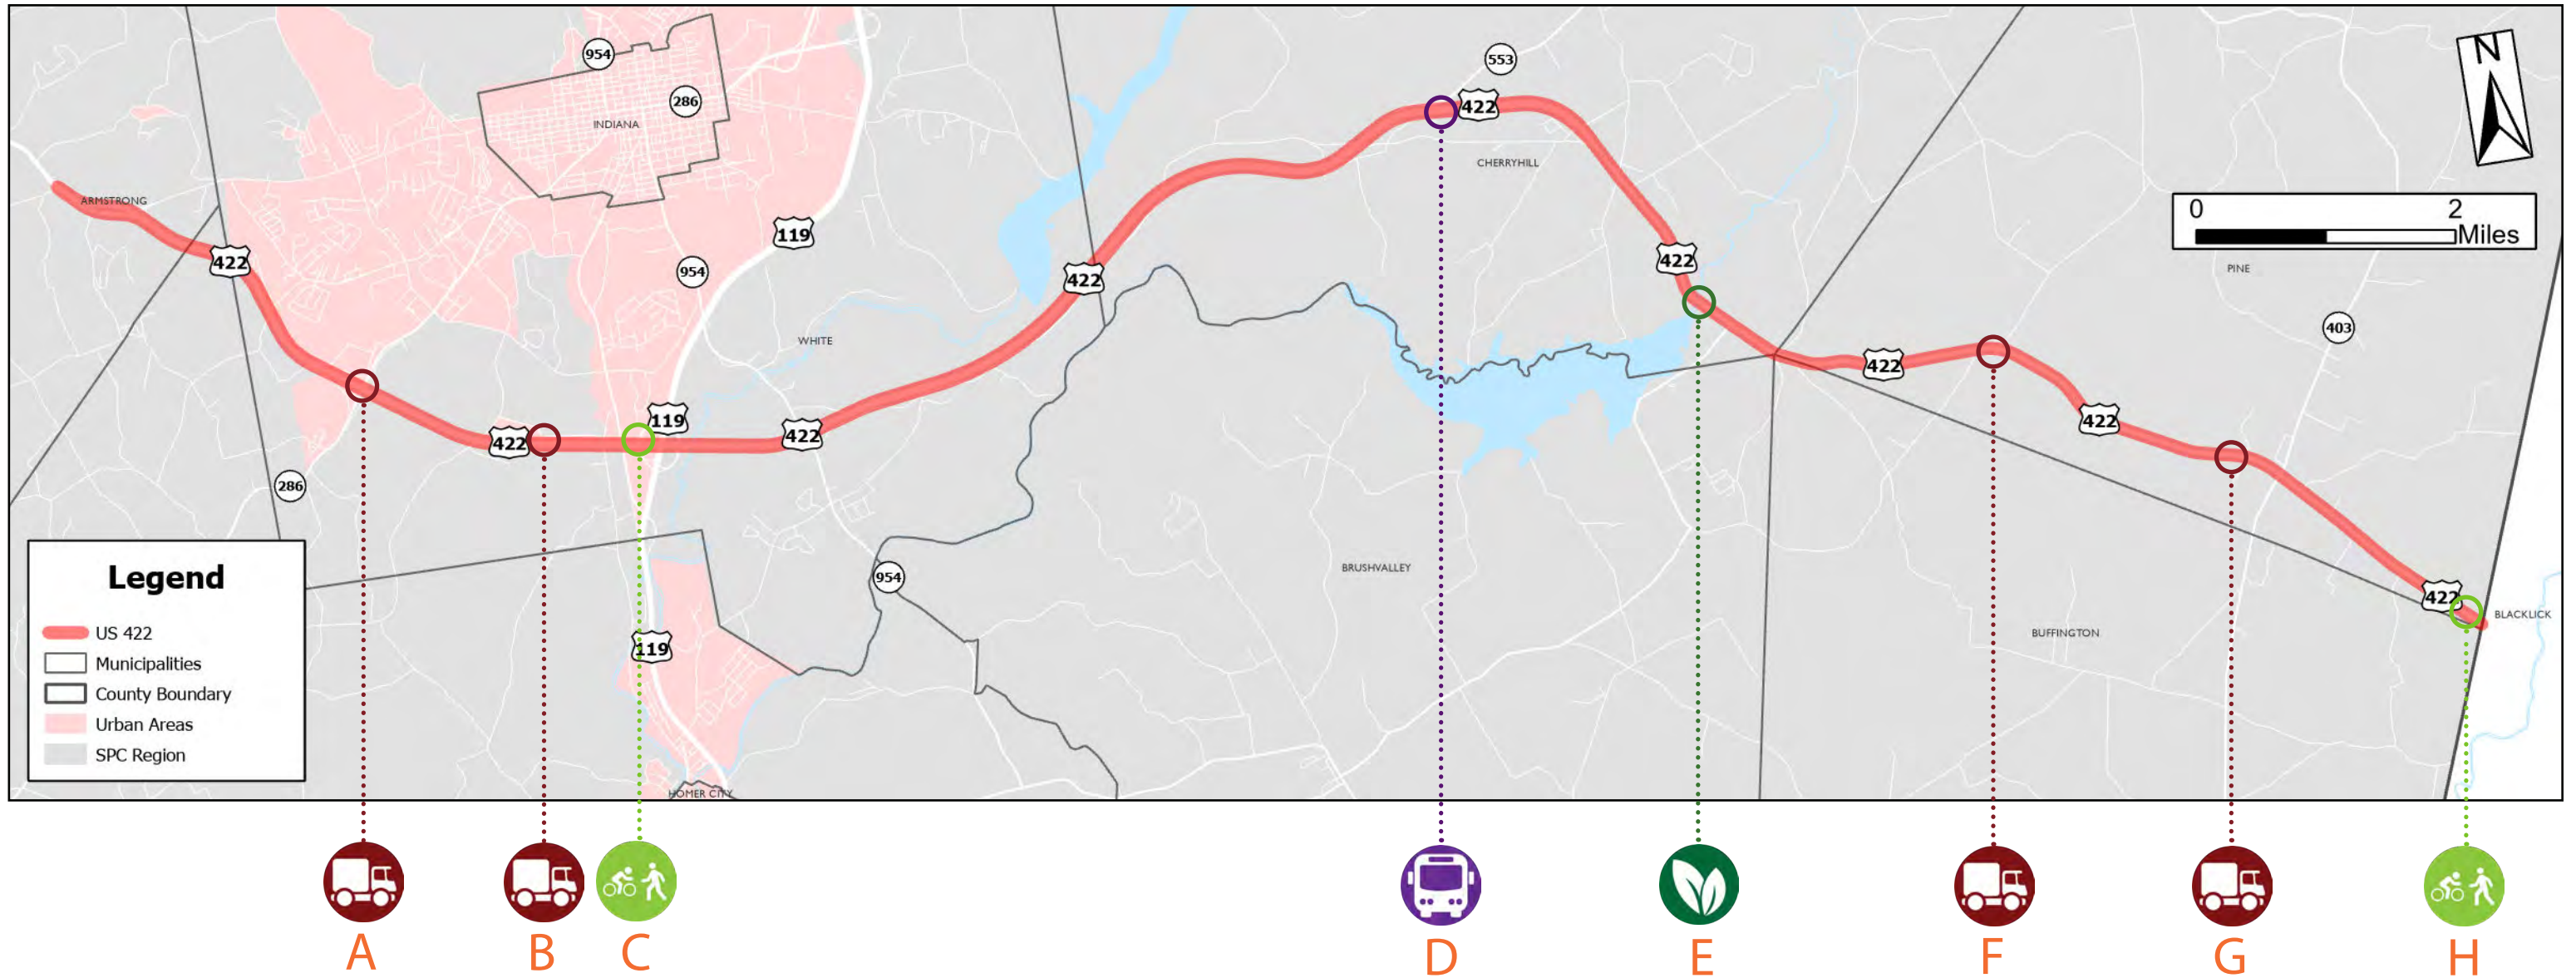 954
553
N
286
422
INDIANA
CHERRYHILL
0 2
Miles
ARMSTRONG
119
422
422
954
422
PINE
WHITE
403
422
119
422
422
422
286
Legend
US 422
Municipalities
County Boundary
Urban Areas
SPC Region
954
BRUSHVALLEY
422
BLACKLICK
BUFFINGTON
119
HOMER CITY
A
B
C
D
E
F
G
H